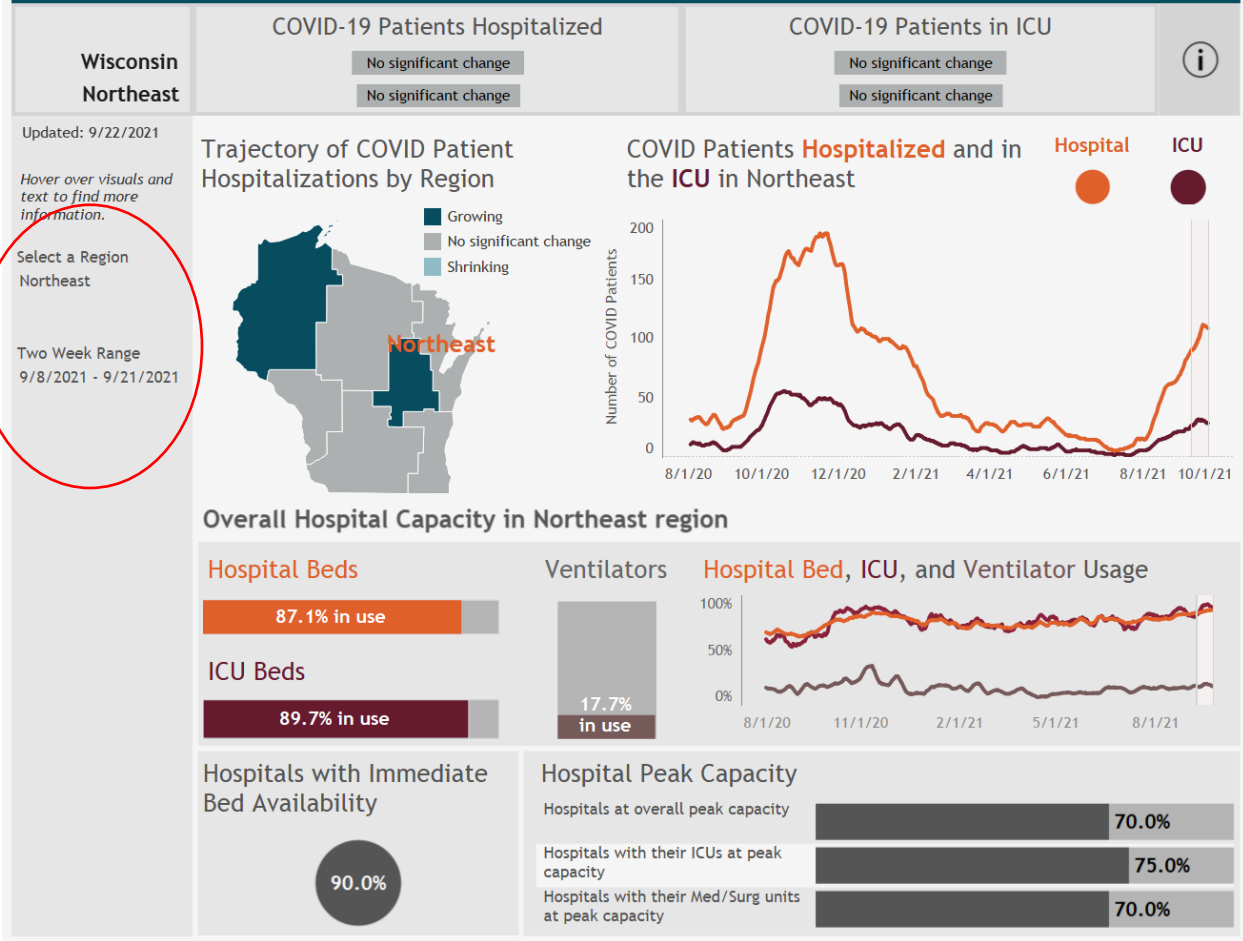 COVID-19 Patients Hospitalized
COVID-19 Patients in ICU
Wisconsin
No significant change
No significant change
Northeast
No significant change
No significant change
i
Updated: 9/22/2021
Hover over visuals and
text to find more
information.
Select a Region
Northeast
Two Week Range
9/8/2021 - 9/21/2021
Trajectory of COVID Patient
Hospitalizations by Region
Growing
No significant change
Shrinking
Northeast
COVID Patients Hospitalized and in
the ICU in Northeast
Hospital
ICU
Number of COVID Patients
200
150
100
50
0
8/1/20 10/1/20 12/1/20 2/1/21 4/1/21 6/1/21 8/1/21 10/1/21
Overall Hospital Capacity in Northeast region
Hospital Beds
87.1% in use
ICU Beds
89.7% in use
Ventilators
17.7%
in use
Hospital Bed, ICU, and Ventilator Usage
100%
50%
0%
8/1/20 11/1/20 2/1/21 5/1/21 8/1/21
Hospitals with Immediate
Bed Availability
90.0%
Hospital Peak Capacity
Hospitals at overall peak capacity
70.0%
Hospitals with their ICUs at peak
capacity
75.0%
Hospitals with their Med/Surg units
at peak capacity
70.0%